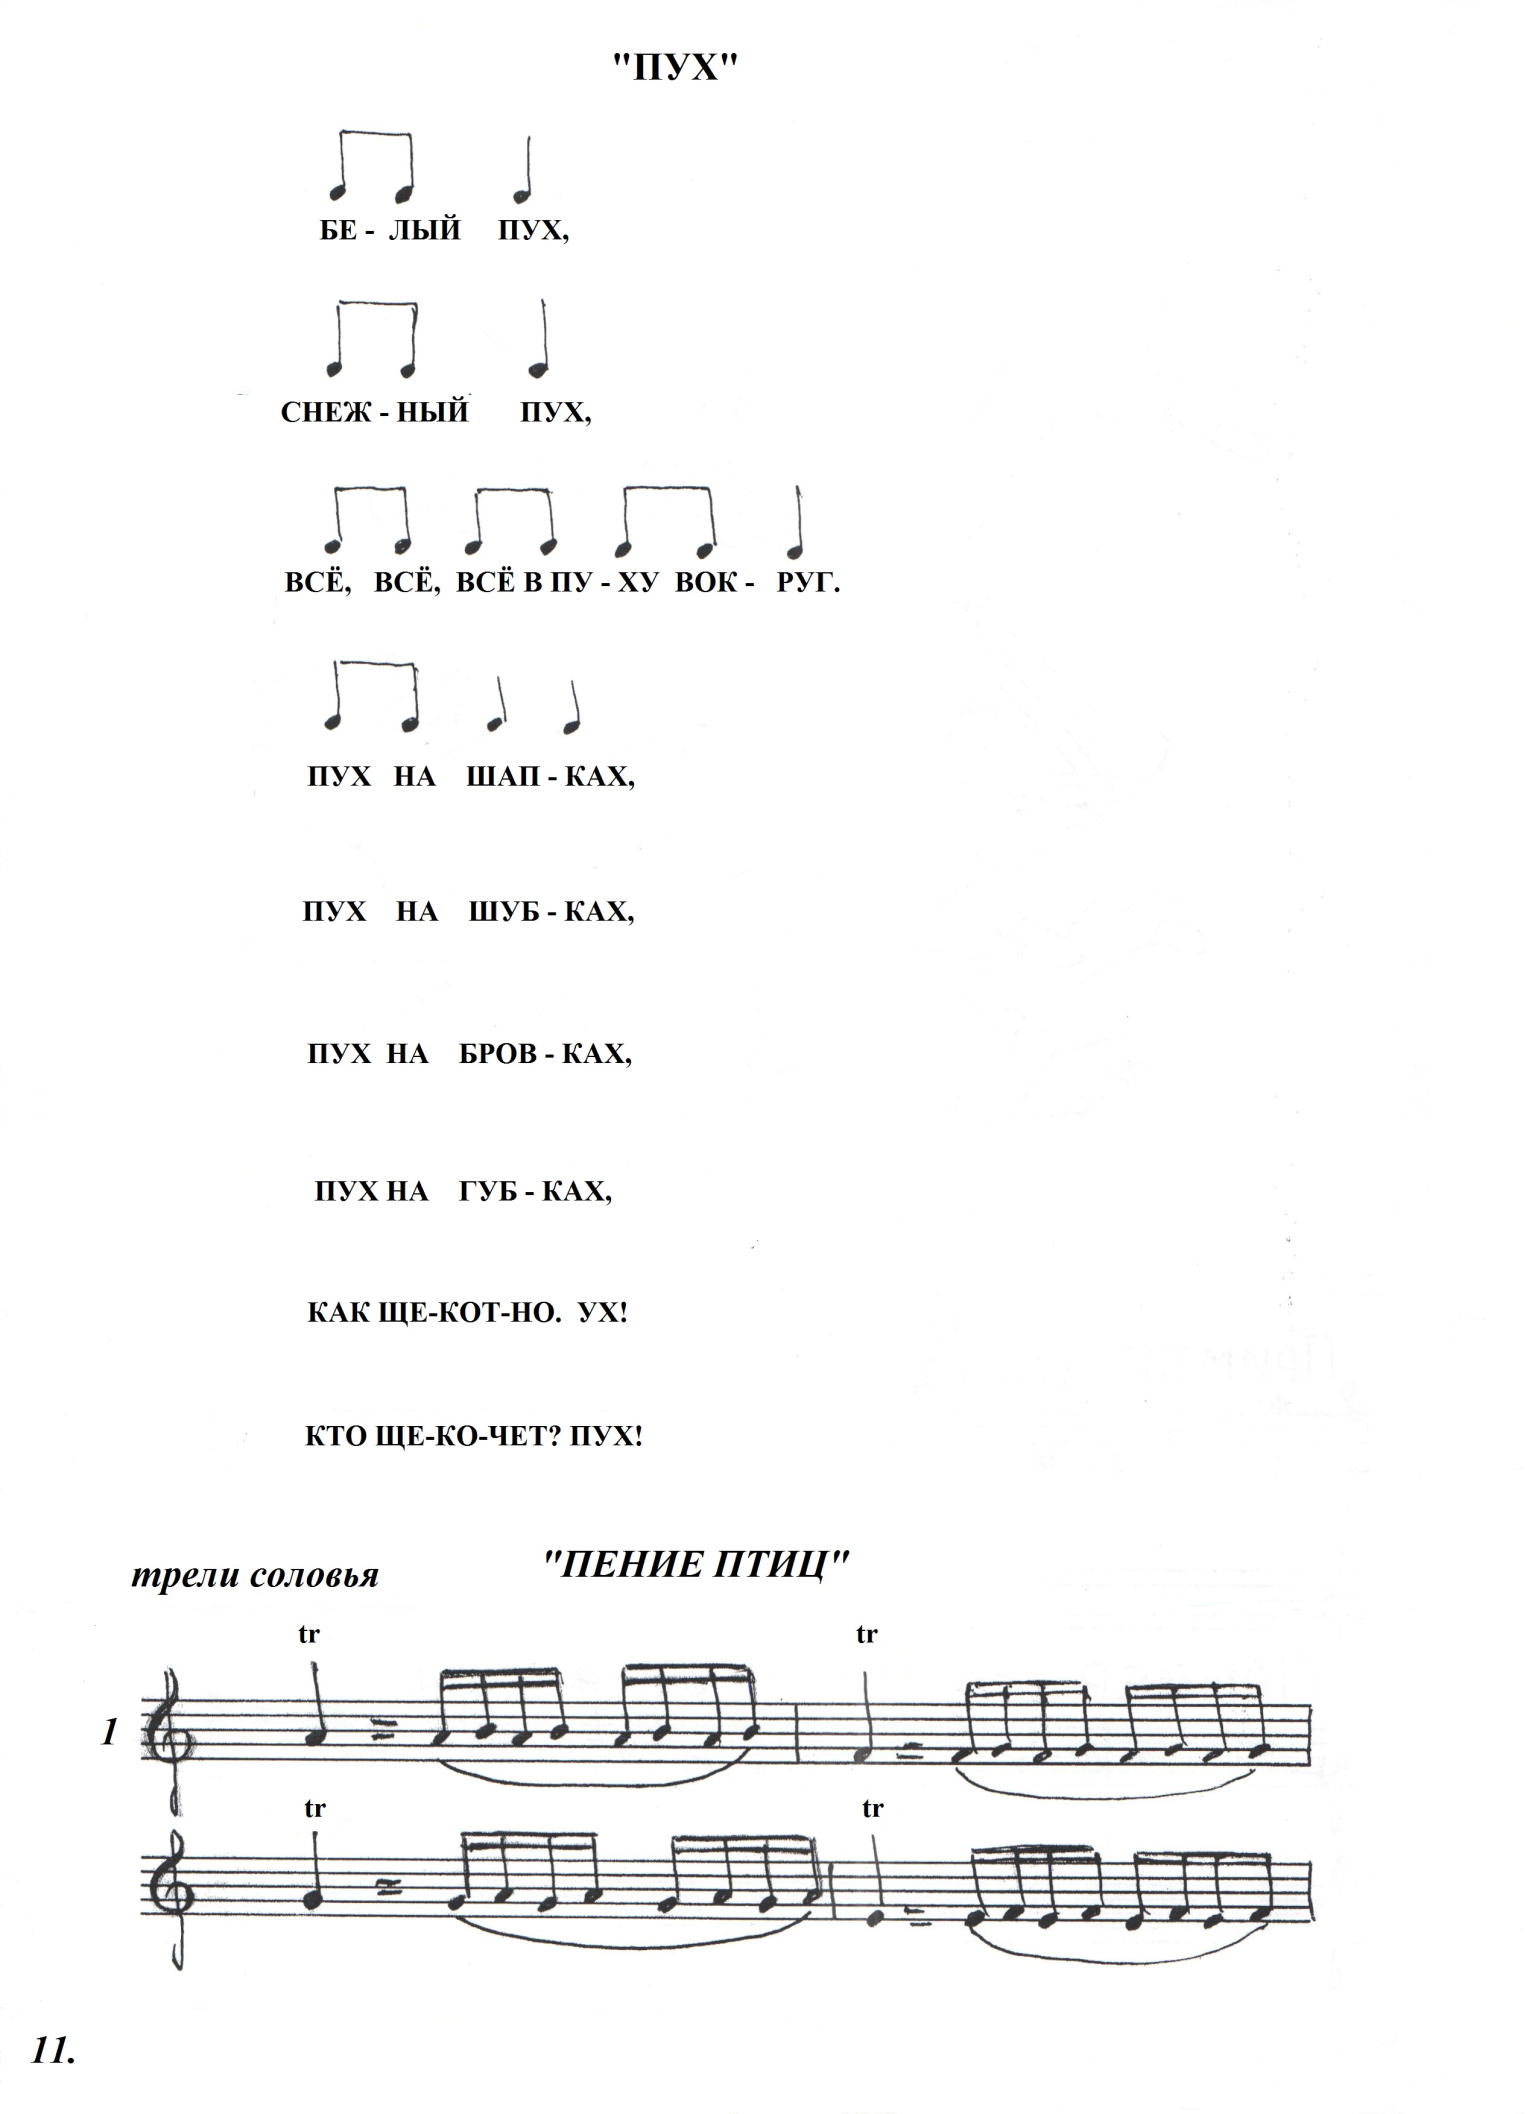 "ПУХ"
БЕ - ЛЫЙ ПУХ,
СНЕЖ - НЫЙ ПУХ,
ВСЁ, ВСЁ, ВСЁ В ПУ - ХУ ВОК - РУГ.
ПУХ НА ШАП - КАХ,
ПУХ НА ШУБ - КАХ,
ПУХ НА БРОВ - КАХ,
ПУХ НА ГУБ - КАХ,
КАК ЩЕ-КОТ-НО. УХ!
КТО ЩЕ-КО-ЧЕТ? ПУХ!
"ПЕНИЕ ПТИЦ"
трели соловья
tr tr
1
tr tr
11.